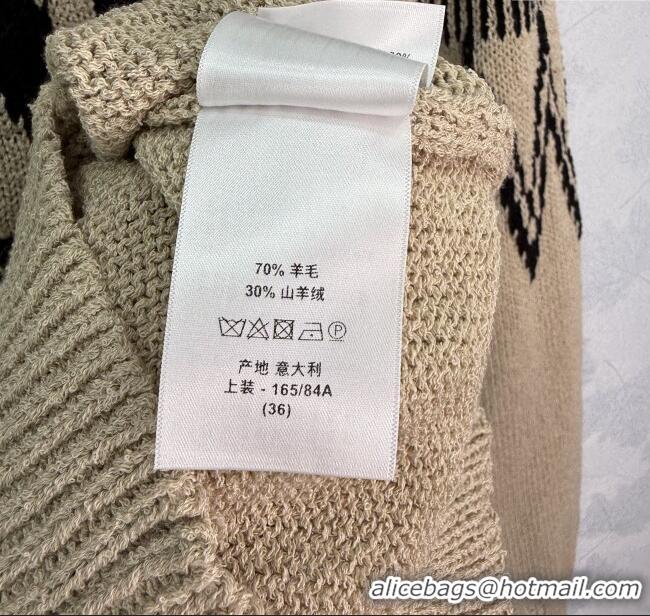 70% 羊毛
30% 山羊绒
产地 意大利
上装 - 165/84A
(36)
alicebags@hotmail.com